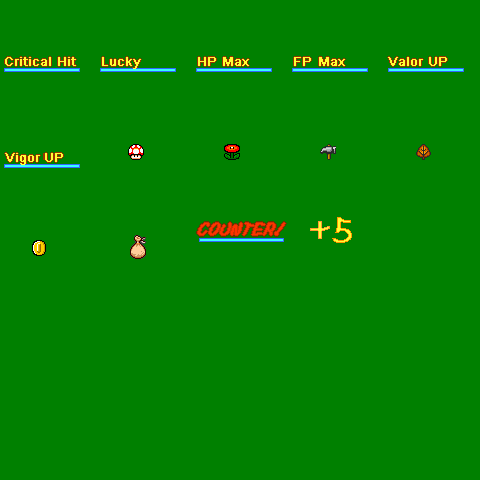 Critical Hit
Lucky
HP Max
FP Max
Valor UP
Vigor UP
COUNTER!
+5